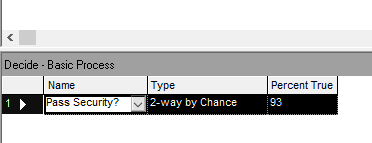 Decide - Basic Process
Name Type Percent True
1 Pass Security? 2-way by Chance 93